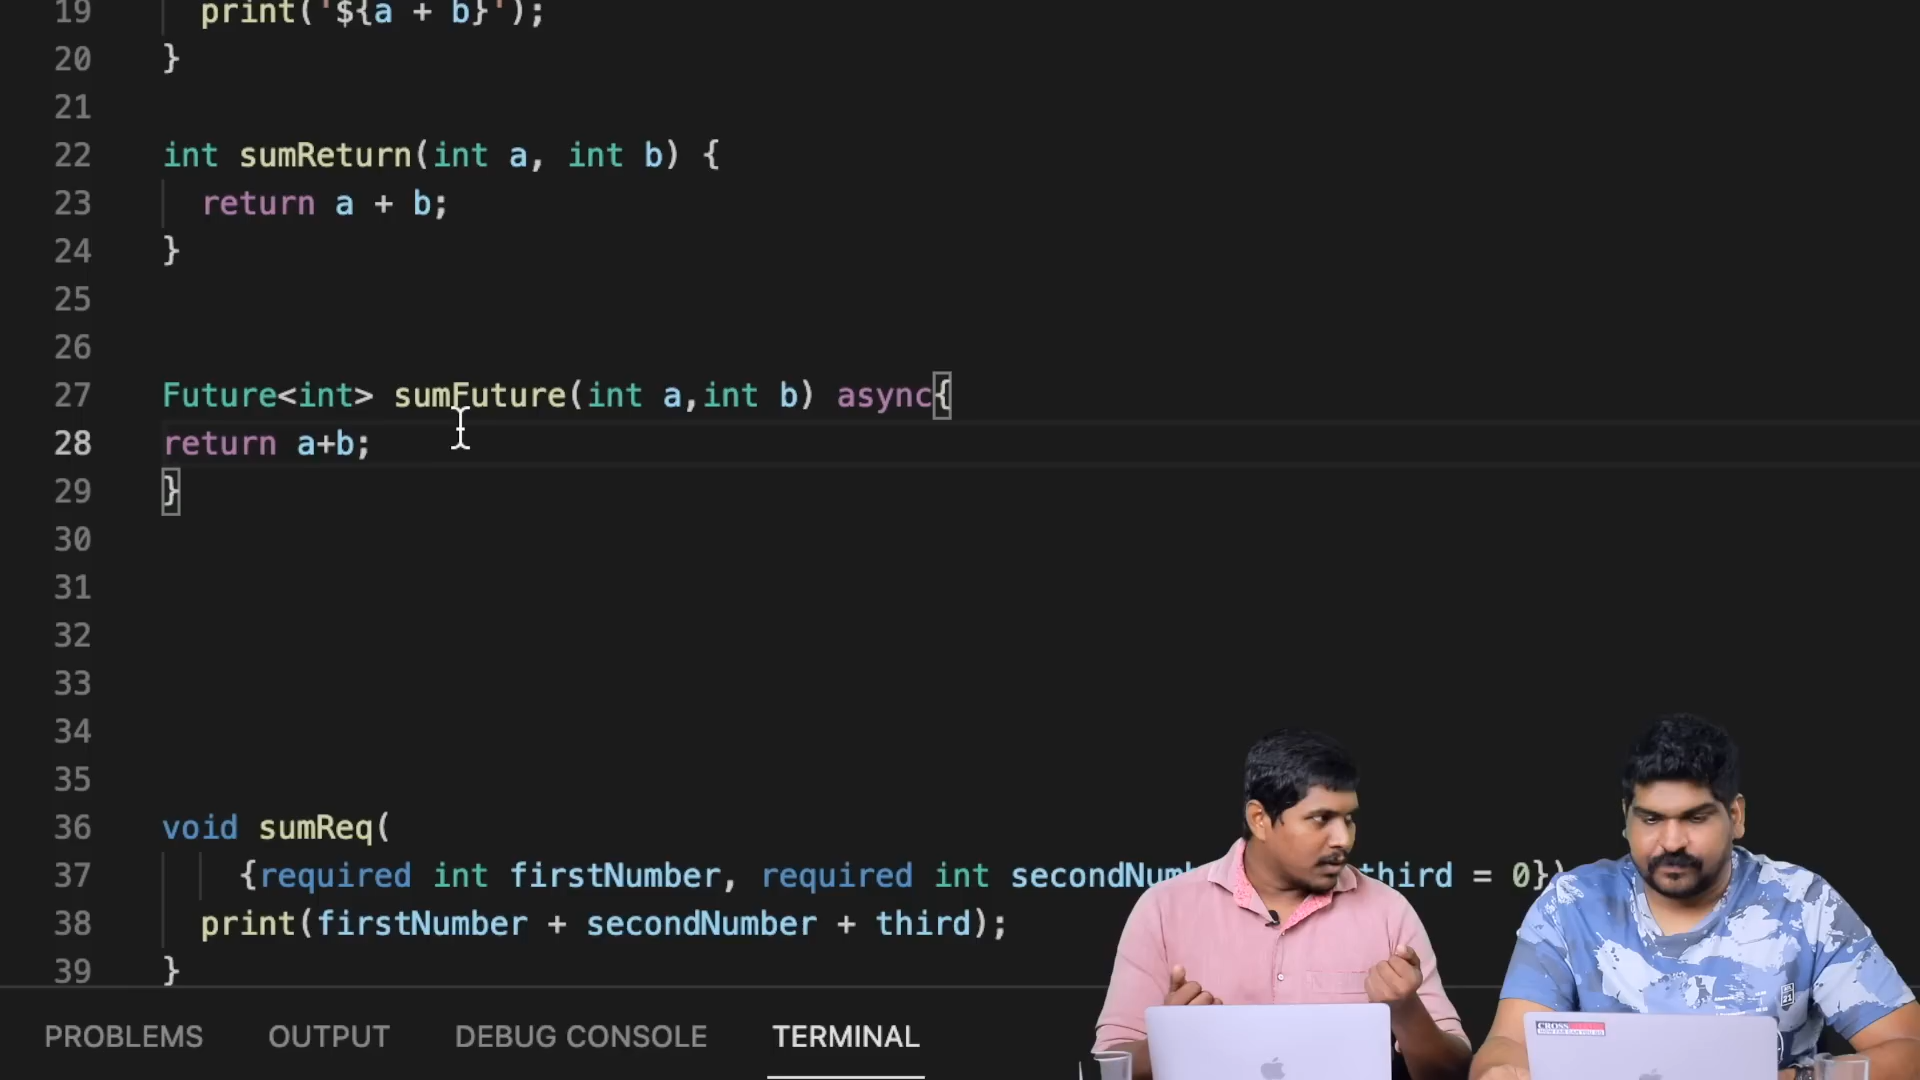 19 print('${a + b}');
20 }
21
22 int sumReturn(int a, int b) {
23 return a + b;
24 }
25
26
27 Future<int> sumFuture(int a,int b) async{
28 return a+b;
29 }
30
31
32
33
34
35
36 void sumReq(
37 {required int firstNumber, required int secondNumb third = 0})
38 print(firstNumber + secondNumber + third);
39 }
PROBLEMS OUTPUT DEBUG CONSOLE TERMINAL
CROSS